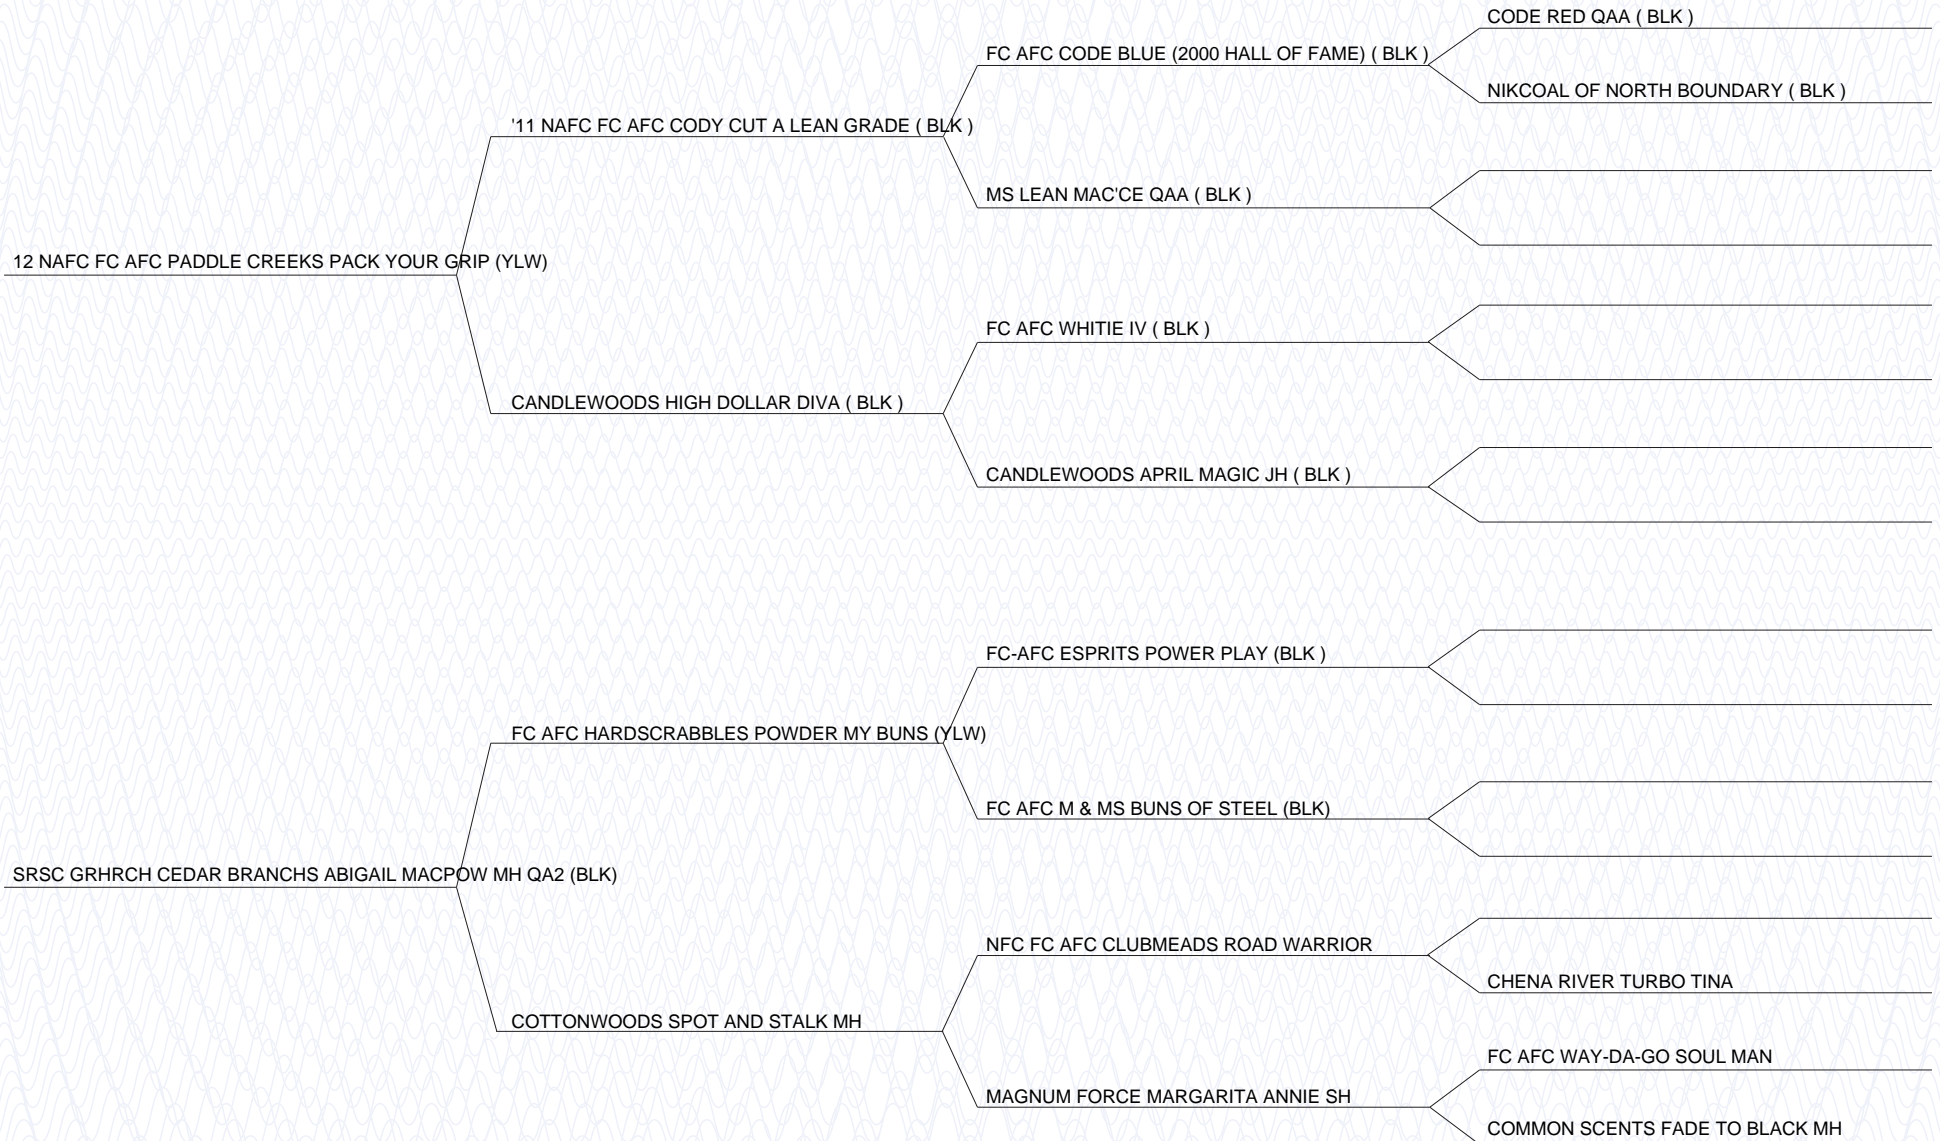 CODE RED QAA ( BLK )
FC AFC CODE BLUE (2000 HALL OF FAME) ( BLK )
NIKCOAL OF NORTH BOUNDARY ( BLK )
'11 NAFC FC AFC CODY CUT A LEAN GRADE ( BLK )
MS LEAN MAC'CE QAA ( BLK )
12 NAFC FC AFC PADDLE CREEKS PACK YOUR GRIP (YLW)
FC AFC WHITIE IV ( BLK )
CANDLEWOODS HIGH DOLLAR DIVA ( BLK )
CANDLEWOODS APRIL MAGIC JH ( BLK )
FC-AFC ESPRITS POWER PLAY (BLK )
FC AFC HARDSCRABBLES POWDER MY BUNS (YLW)
FC AFC M & MS BUNS OF STEEL (BLK)
SRSC GRHRCH CEDAR BRANCHS ABIGAIL MACPOW MH QA2 (BLK)
NFC FC AFC CLUBMEADS ROAD WARRIOR
CHENA RIVER TURBO TINA
COTTONWOODS SPOT AND STALK MH
FC AFC WAY-DA-GO SOUL MAN
MAGNUM FORCE MARGARITA ANNIE SH
COMMON SCENTS FADE TO BLACK MH